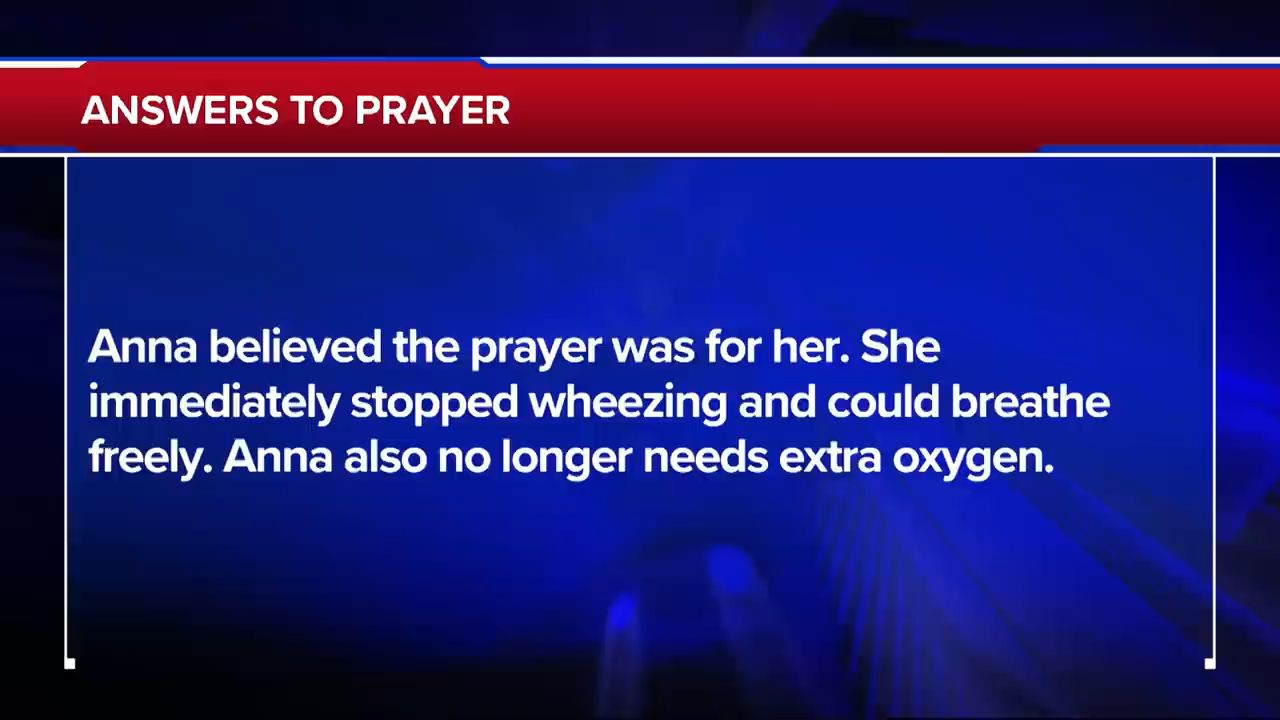 ANSWERS TO PRAYER
Anna believed the prayer was for her. She
immediately stopped wheezing and could breathe
freely. Anna also no longer needs extra oxygen.